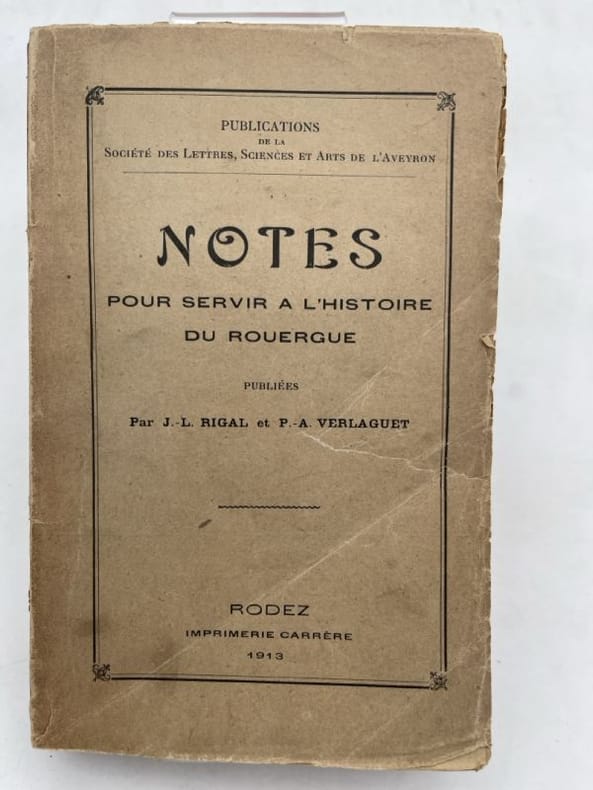 PUBLICATIONS
DE LA
SOCIÉTÉ DES LETTRES, SCIENCES ET ARTS DE L'AVEYRON
NOTES
POUR SERVIR A L'HISTOIRE
DU ROUERGUE
PUBLIÉES
Par J.-L. RIGAL et P.-A. VERLAGUET
RODEZ
IMPRIMERIE CARRÈRE
1913